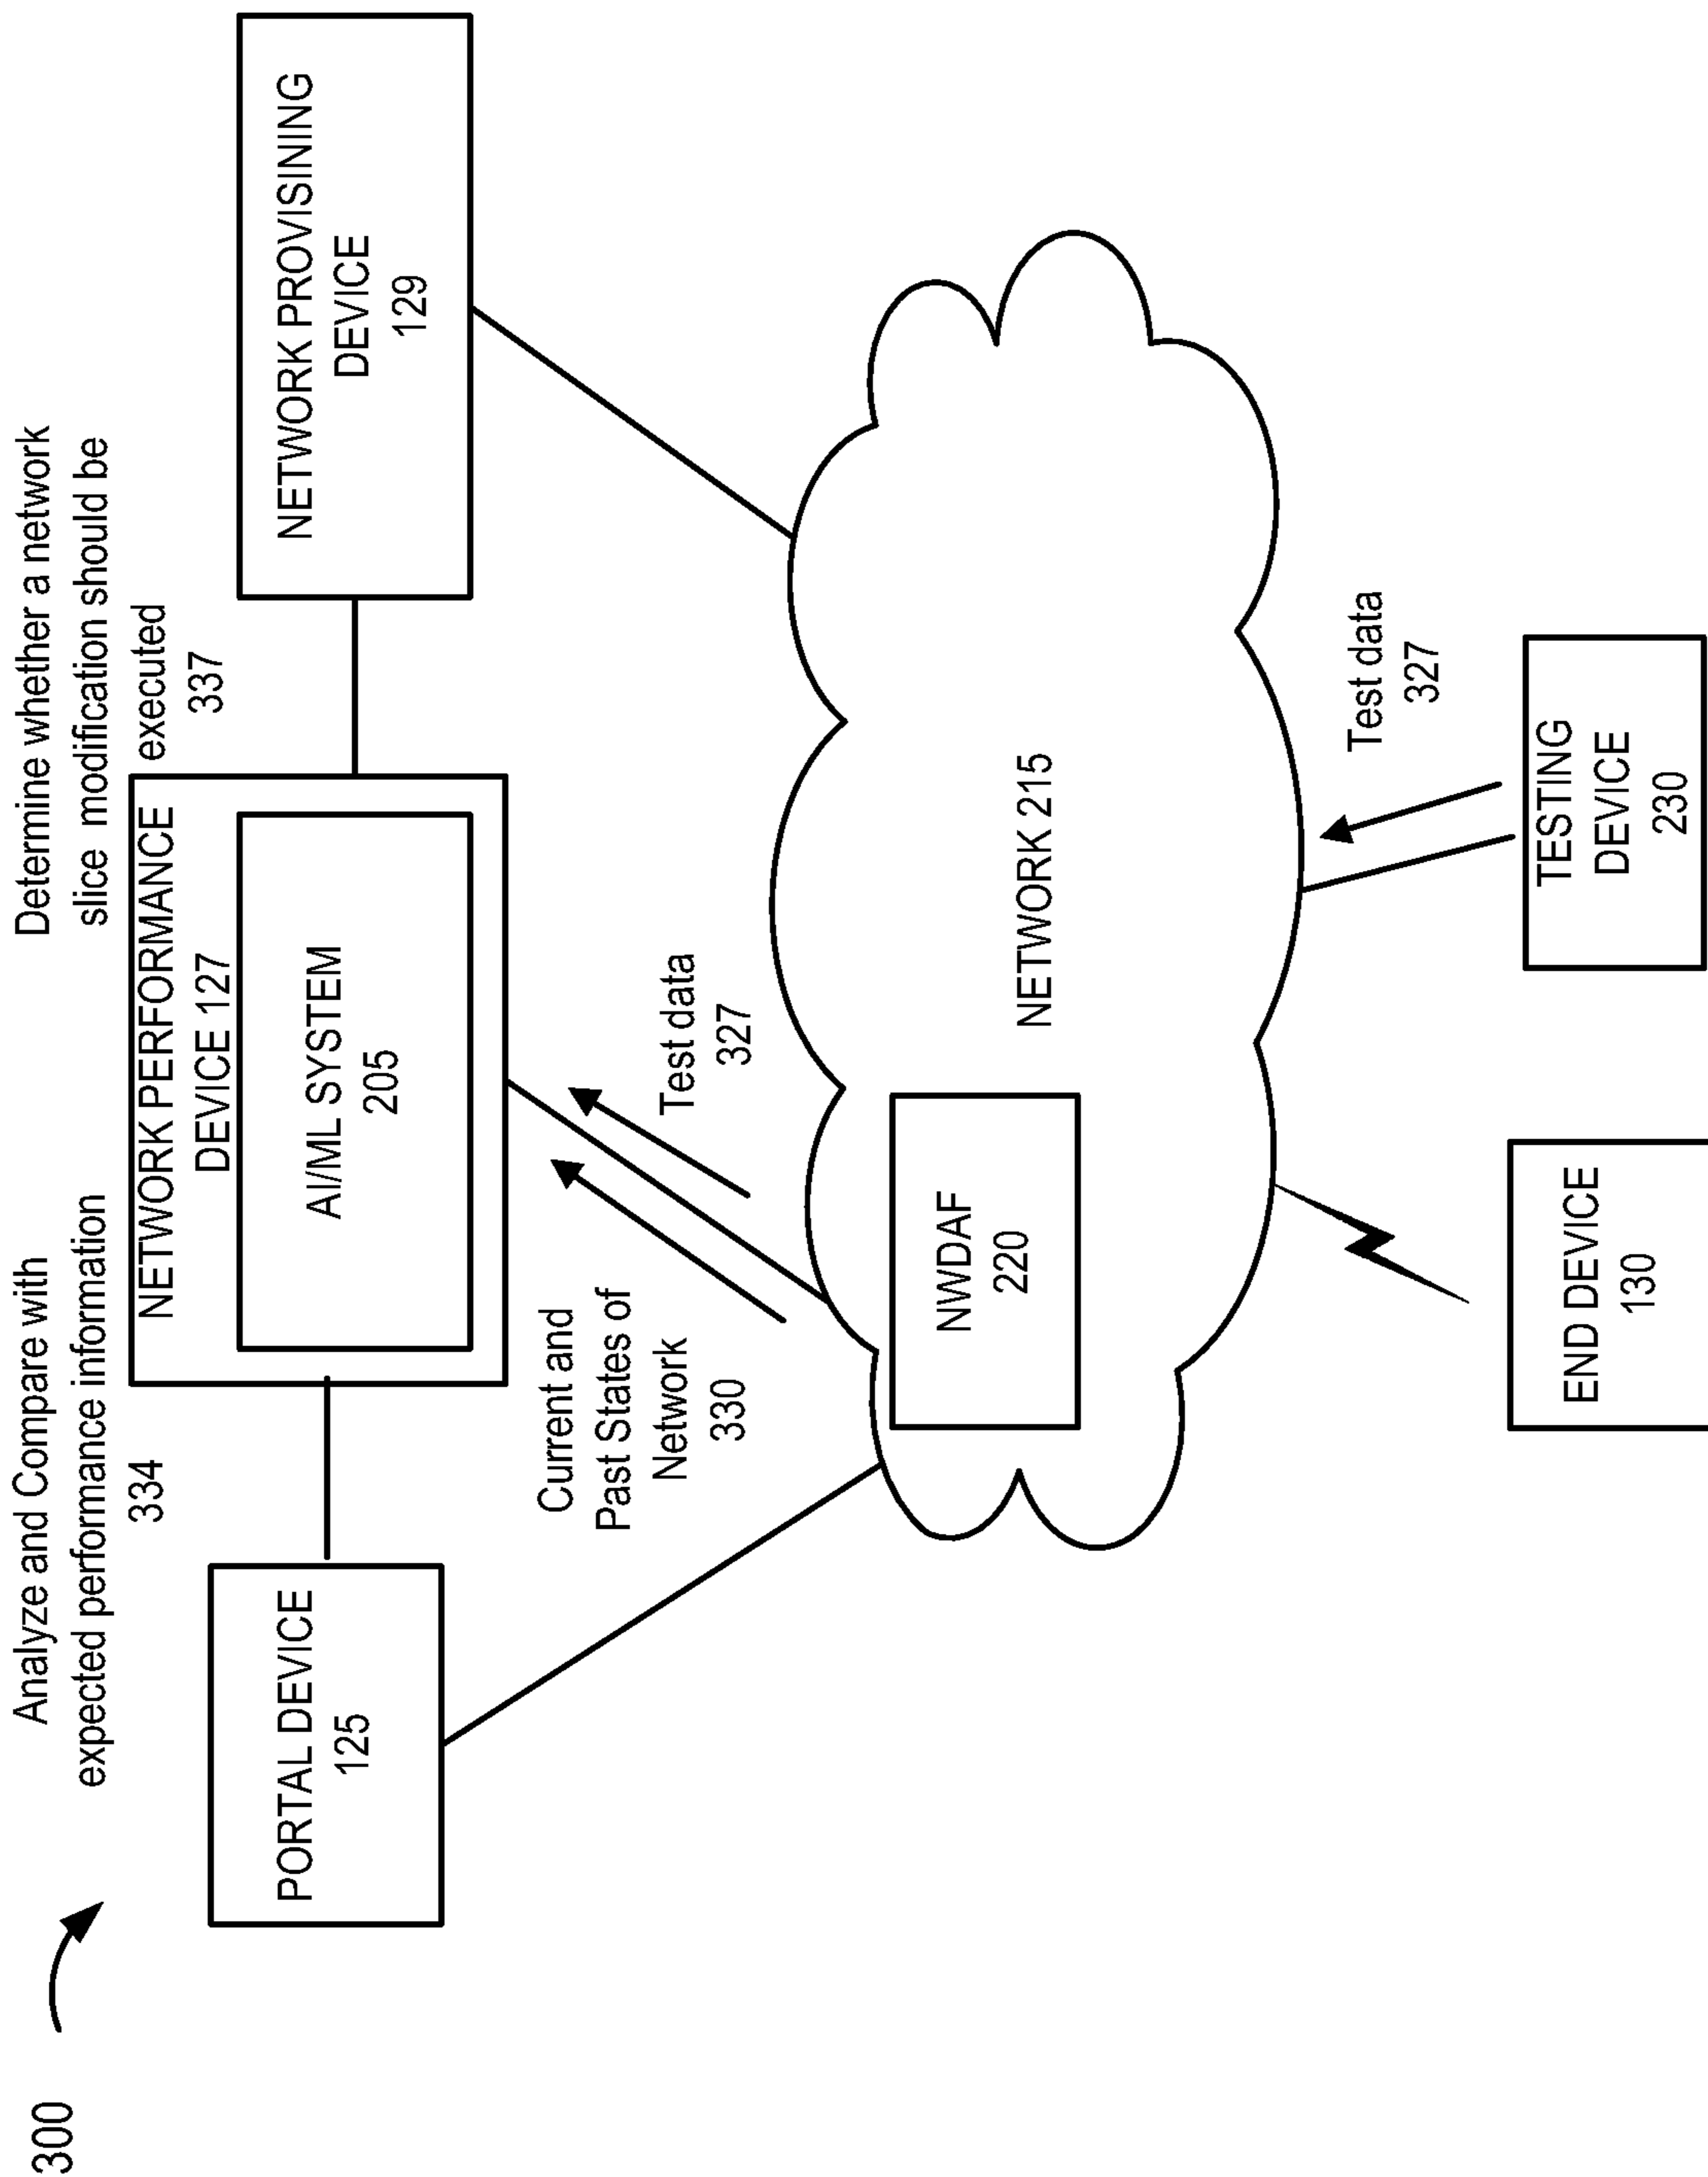 300
Analyze and Compare with
expected performance information
334
Determine whether a network
slice modification should be
executed
337
PORTAL DEVICE
125
NETWORK PERFORMANCE
DEVICE 127
AI/ML SYSTEM
205
NETWORK PROVISINING
DEVICE
129
Current and
Past States of
Network
330
Test data
327
NWDAF
220
NETWORK 215
Test data
327
END DEVICE
130
TESTING
DEVICE
230